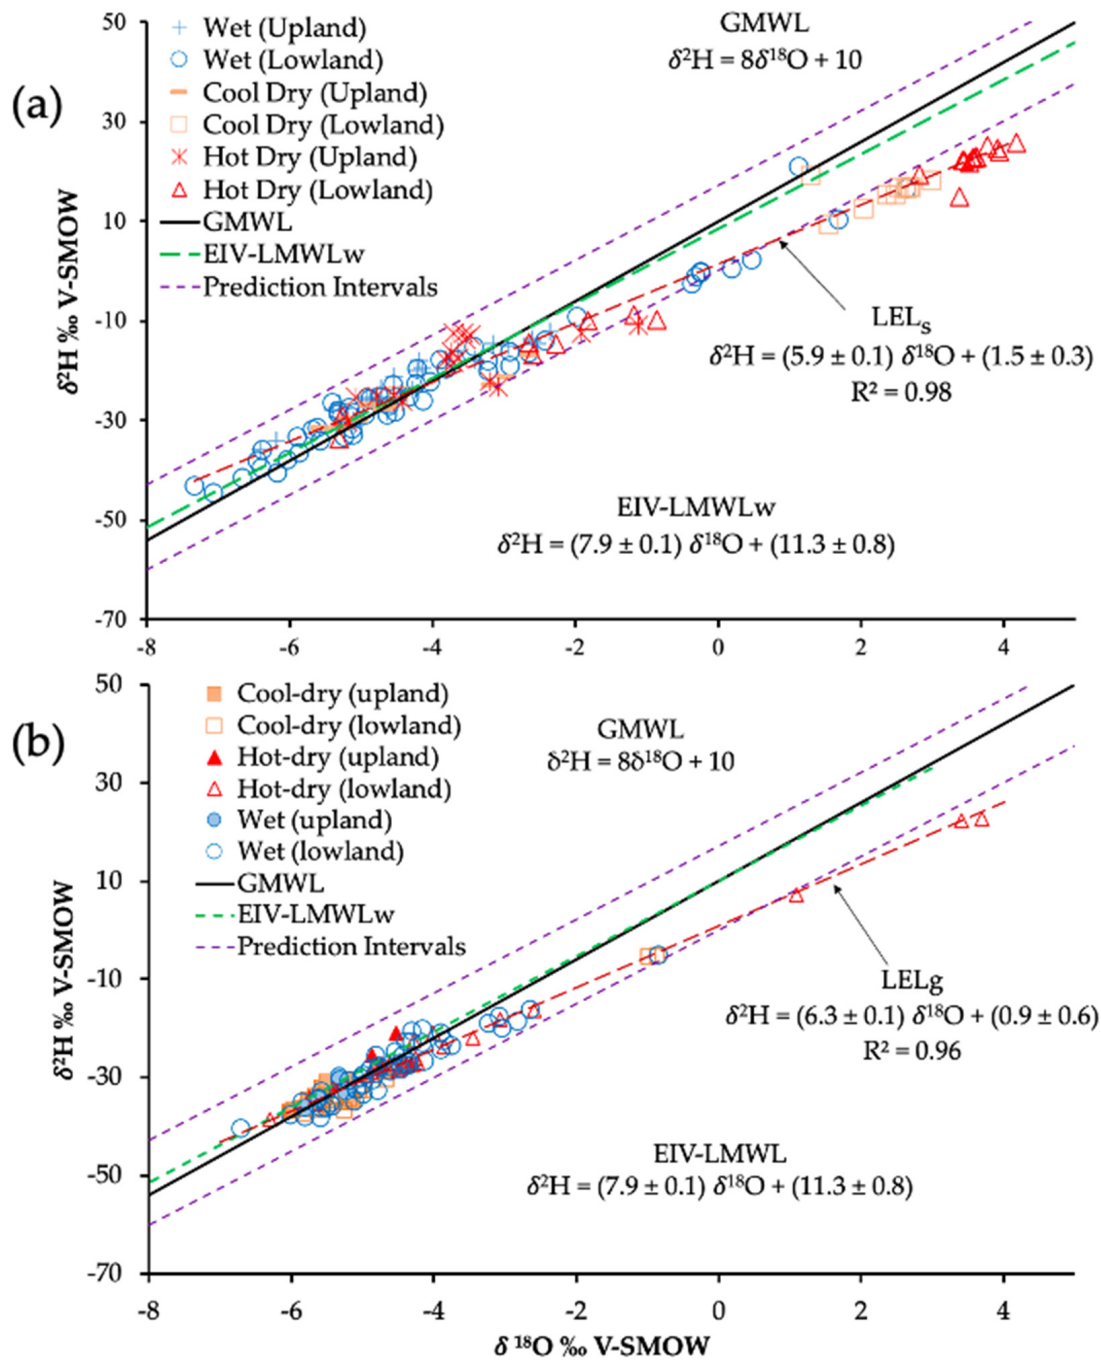 (a)
50
30
10
-10
-30
-50
-70
δ²H ‰ V-SMOW
Wet (Upland)
Wet (Lowland)
Cool Dry (Upland)
Cool Dry (Lowland)
Hot Dry (Upland)
Hot Dry (Lowland)
GMWL
EIV-LMWLw
Prediction Intervals
GMWL
δ²H = 8δ¹⁸O + 10
LELₛ
δ²H = (5.9 ± 0.1) δ¹⁸O + (1.5 ± 0.3)
R² = 0.98
EIV-LMWLw
δ²H = (7.9 ± 0.1) δ¹⁸O + (11.3 ± 0.8)
-8 -6 -4 -2 0 2 4
(b)
50
30
10
-10
-30
-50
-70
δ²H ‰ V-SMOW
Cool-dry (upland)
Cool-dry (lowland)
Hot-dry (upland)
Hot-dry (lowland)
Wet (upland)
Wet (lowland)
GMWL
EIV-LMWLw
Prediction Intervals
GMWL
δ²H = 8δ¹⁸O + 10
LELg
δ²H = (6.3 ± 0.1) δ¹⁸O + (0.9 ± 0.6)
R² = 0.96
EIV-LMWL
δ²H = (7.9 ± 0.1) δ¹⁸O + (11.3 ± 0.8)
-8 -6 -4 -2 0 2 4
δ ¹⁸O ‰ V-SMOW